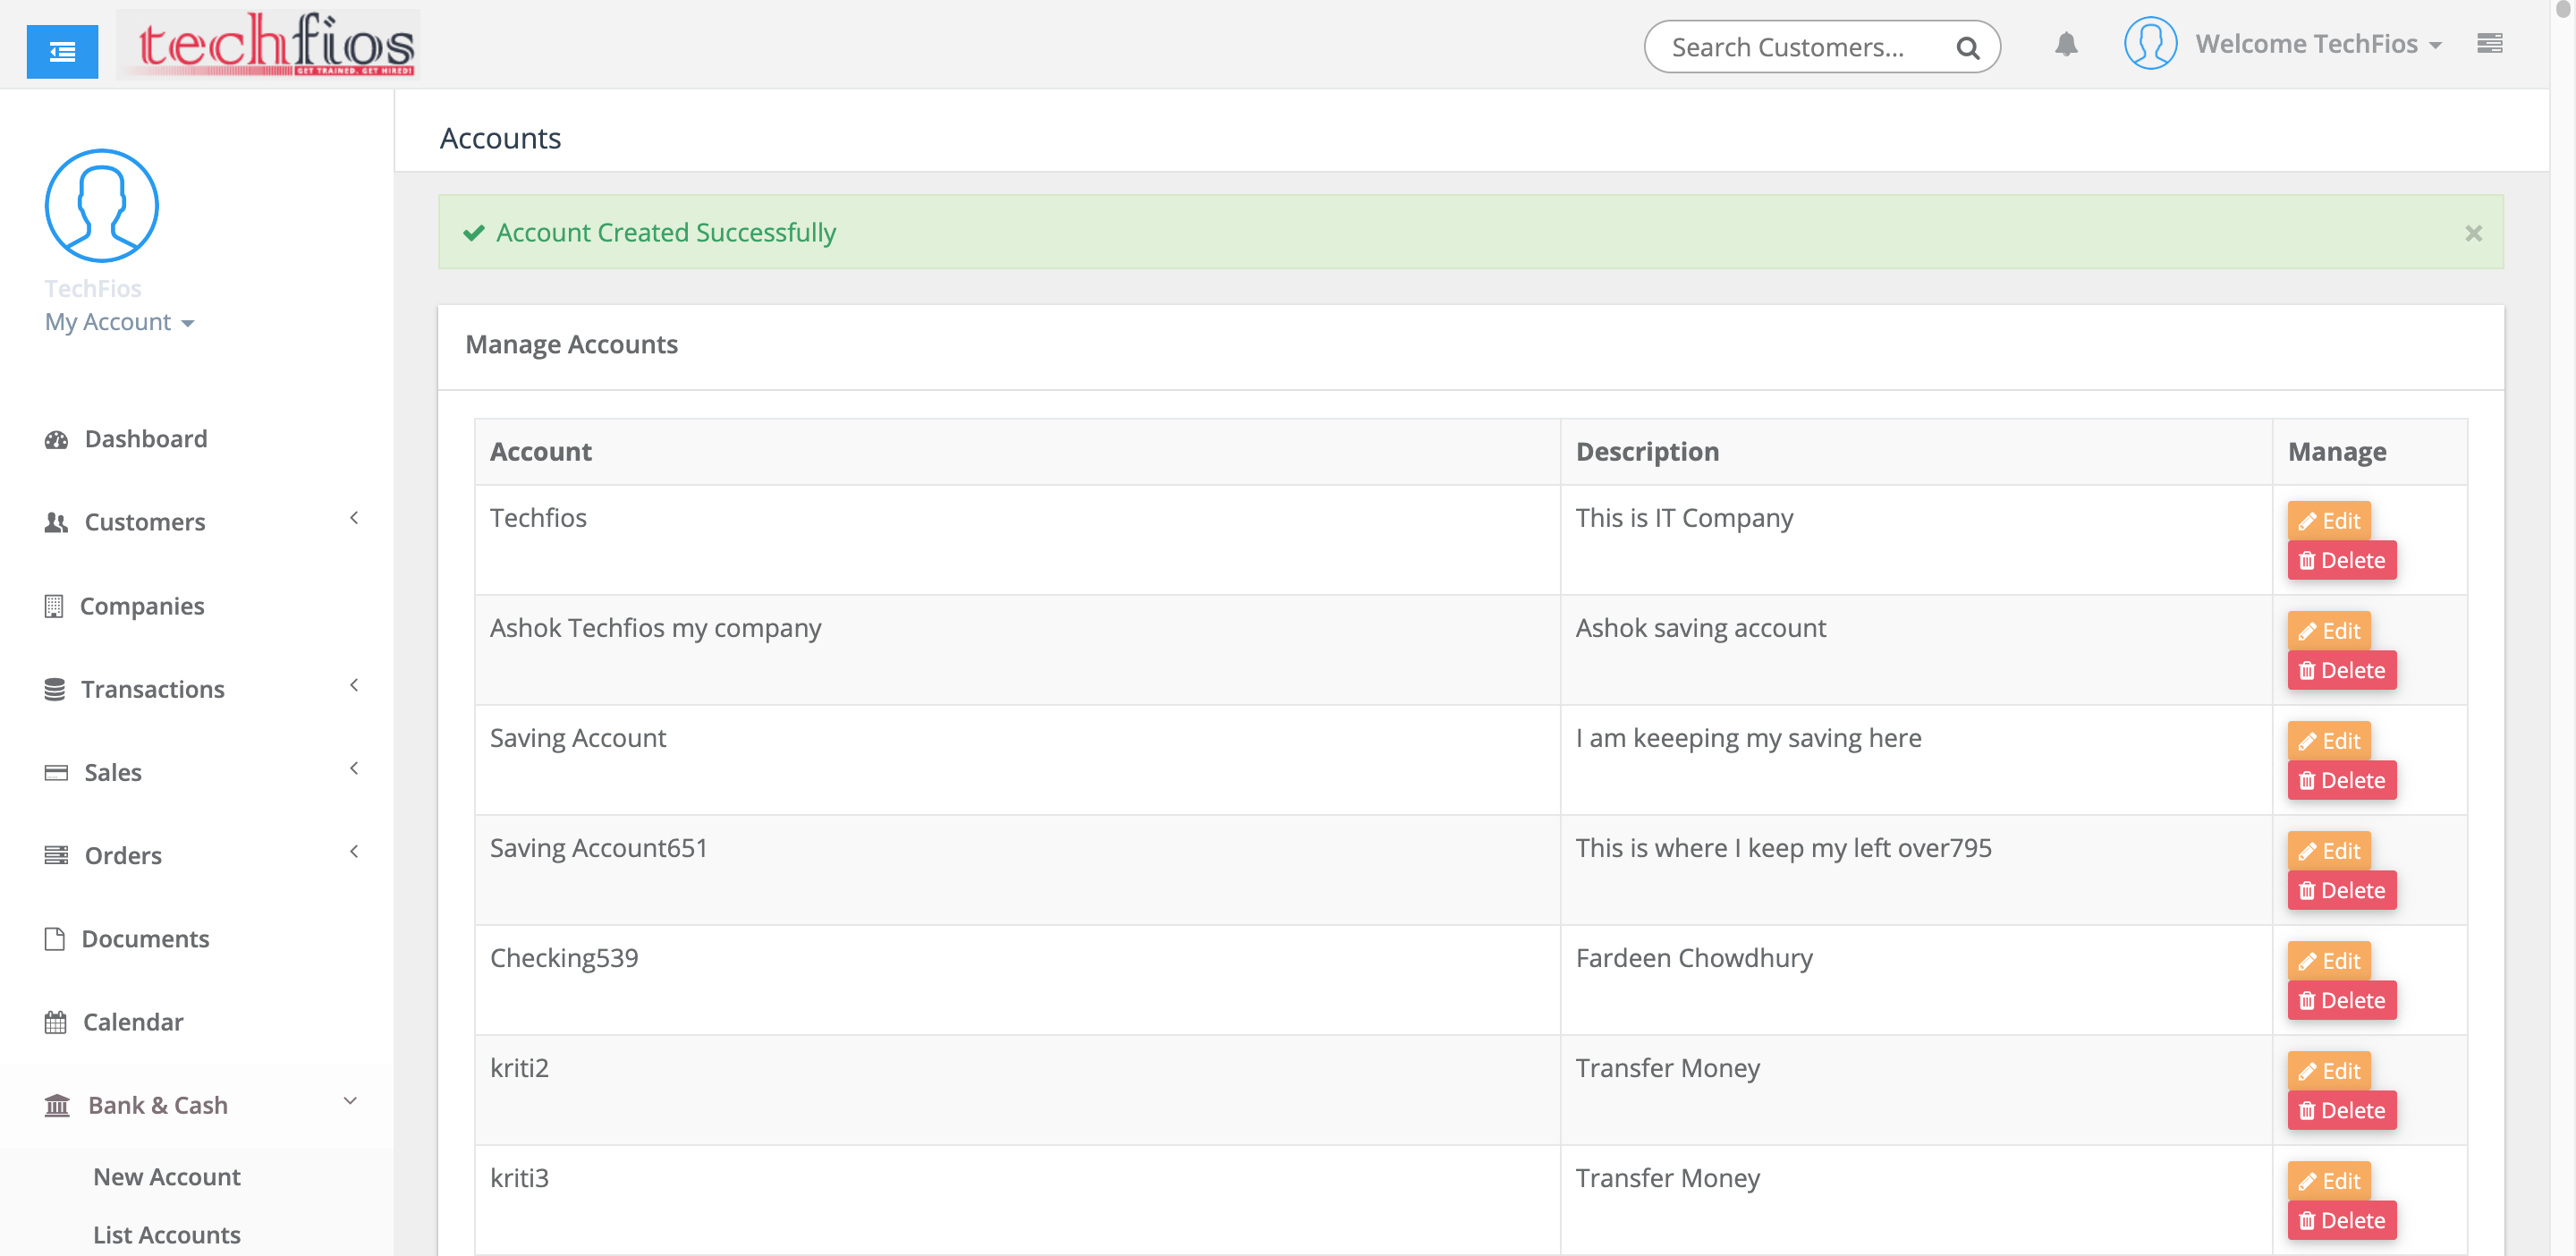 techfios
GET TRAINED. GET HIRED!
Search Customers...
Welcome TechFios
TechFios
My Account
Dashboard
Customers
Companies
Transactions
Sales
Orders
Documents
Calendar
Bank & Cash
New Account
List Accounts
Accounts
Account Created Successfully
×
Manage Accounts
Account Description Manage
Techfios This is IT Company Edit
Delete
Ashok Techfios my company Ashok saving account Edit
Delete
Saving Account I am keeeping my saving here Edit
Delete
Saving Account651 This is where I keep my left over795 Edit
Delete
Checking539 Fardeen Chowdhury Edit
Delete
kriti2 Transfer Money Edit
Delete
kriti3 Transfer Money Edit
Delete